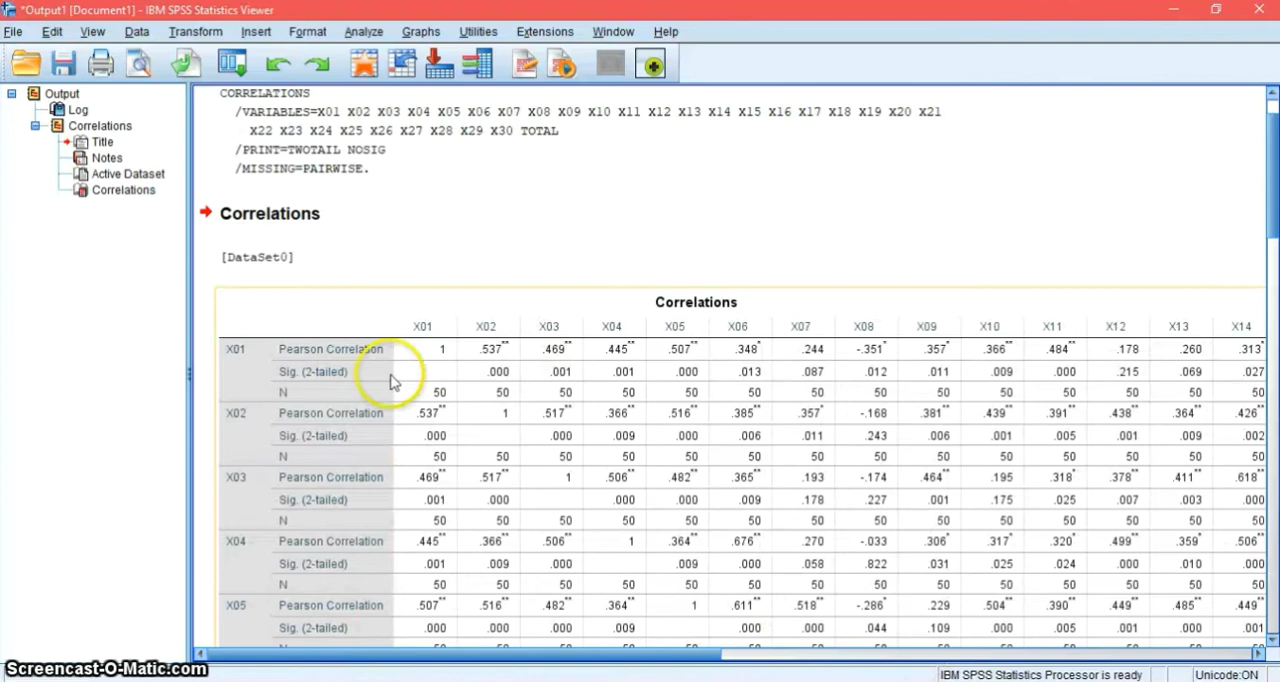 *Output1 [Document1] - IBM SPSS Statistics Viewer
File Edit View Data Transform Insert Format Analyze Graphs Utilities Extensions Window Help
Output
Log
Correlations
Title
Notes
Active Dataset
Correlations
CORRELATIONS
/VARIABLES=X01 X02 X03 X04 X05 X06 X07 X08 X09 X10 X11 X12 X13 X14 X15 X16 X17 X18 X19 X20 X21
X22 X23 X24 X25 X26 X27 X28 X29 X30 TOTAL
/PRINT=TWOTAIL NOSIG
/MISSING=PAIRWISE.
Correlations
[DataSet0]
Correlations
X01 X02 X03 X04 X05 X06 X07 X08 X09 X10 X11 X12 X13 X14
X01 Pearson Correlation 1 .537** .469** .445** .507** .348* .244 -.351* .357* .366** .484** .178 .260 .313*
Sig. (2-tailed) .000 .001 .001 .000 .013 .087 .012 .011 .009 .000 .215 .069 .027
N 50 50 50 50 50 50 50 50 50 50 50 50 50 50
X02 Pearson Correlation .537** 1 .517** .366** .516** .385** .357* -.168 .381** .439** .391** .438** .364** .426**
Sig. (2-tailed) .000 .000 .009 .000 .006 .011 .243 .006 .001 .005 .001 .009 .002
N 50 50 50 50 50 50 50 50 50 50 50 50 50 50
X03 Pearson Correlation .469** .517** 1 .506** .482** .365** .193 -.174 .464** .195 .318* .378** .411** .618**
Sig. (2-tailed) .001 .000 .000 .000 .009 .178 .227 .001 .175 .025 .007 .003 .000
N 50 50 50 50 50 50 50 50 50 50 50 50 50 50
X04 Pearson Correlation .445** .366** .506** 1 .364** .676** .270 -.033 .306* .317* .320* .499** .359* .506**
Sig. (2-tailed) .001 .009 .000 .009 .000 .058 .822 .031 .025 .024 .000 .010 .000
N 50 50 50 50 50 50 50 50 50 50 50 50 50 50
X05 Pearson Correlation .507** .516** .482** .364** 1 .611** .518** -.286* .229 .504** .390** .449** .485** .449**
Sig. (2-tailed) .000 .000 .000 .009 .000 .000 .044 .109 .000 .005 .001 .000 .001
Screencast-O-Matic.com
IBM SPSS Statistics Processor is ready Unicode:ON